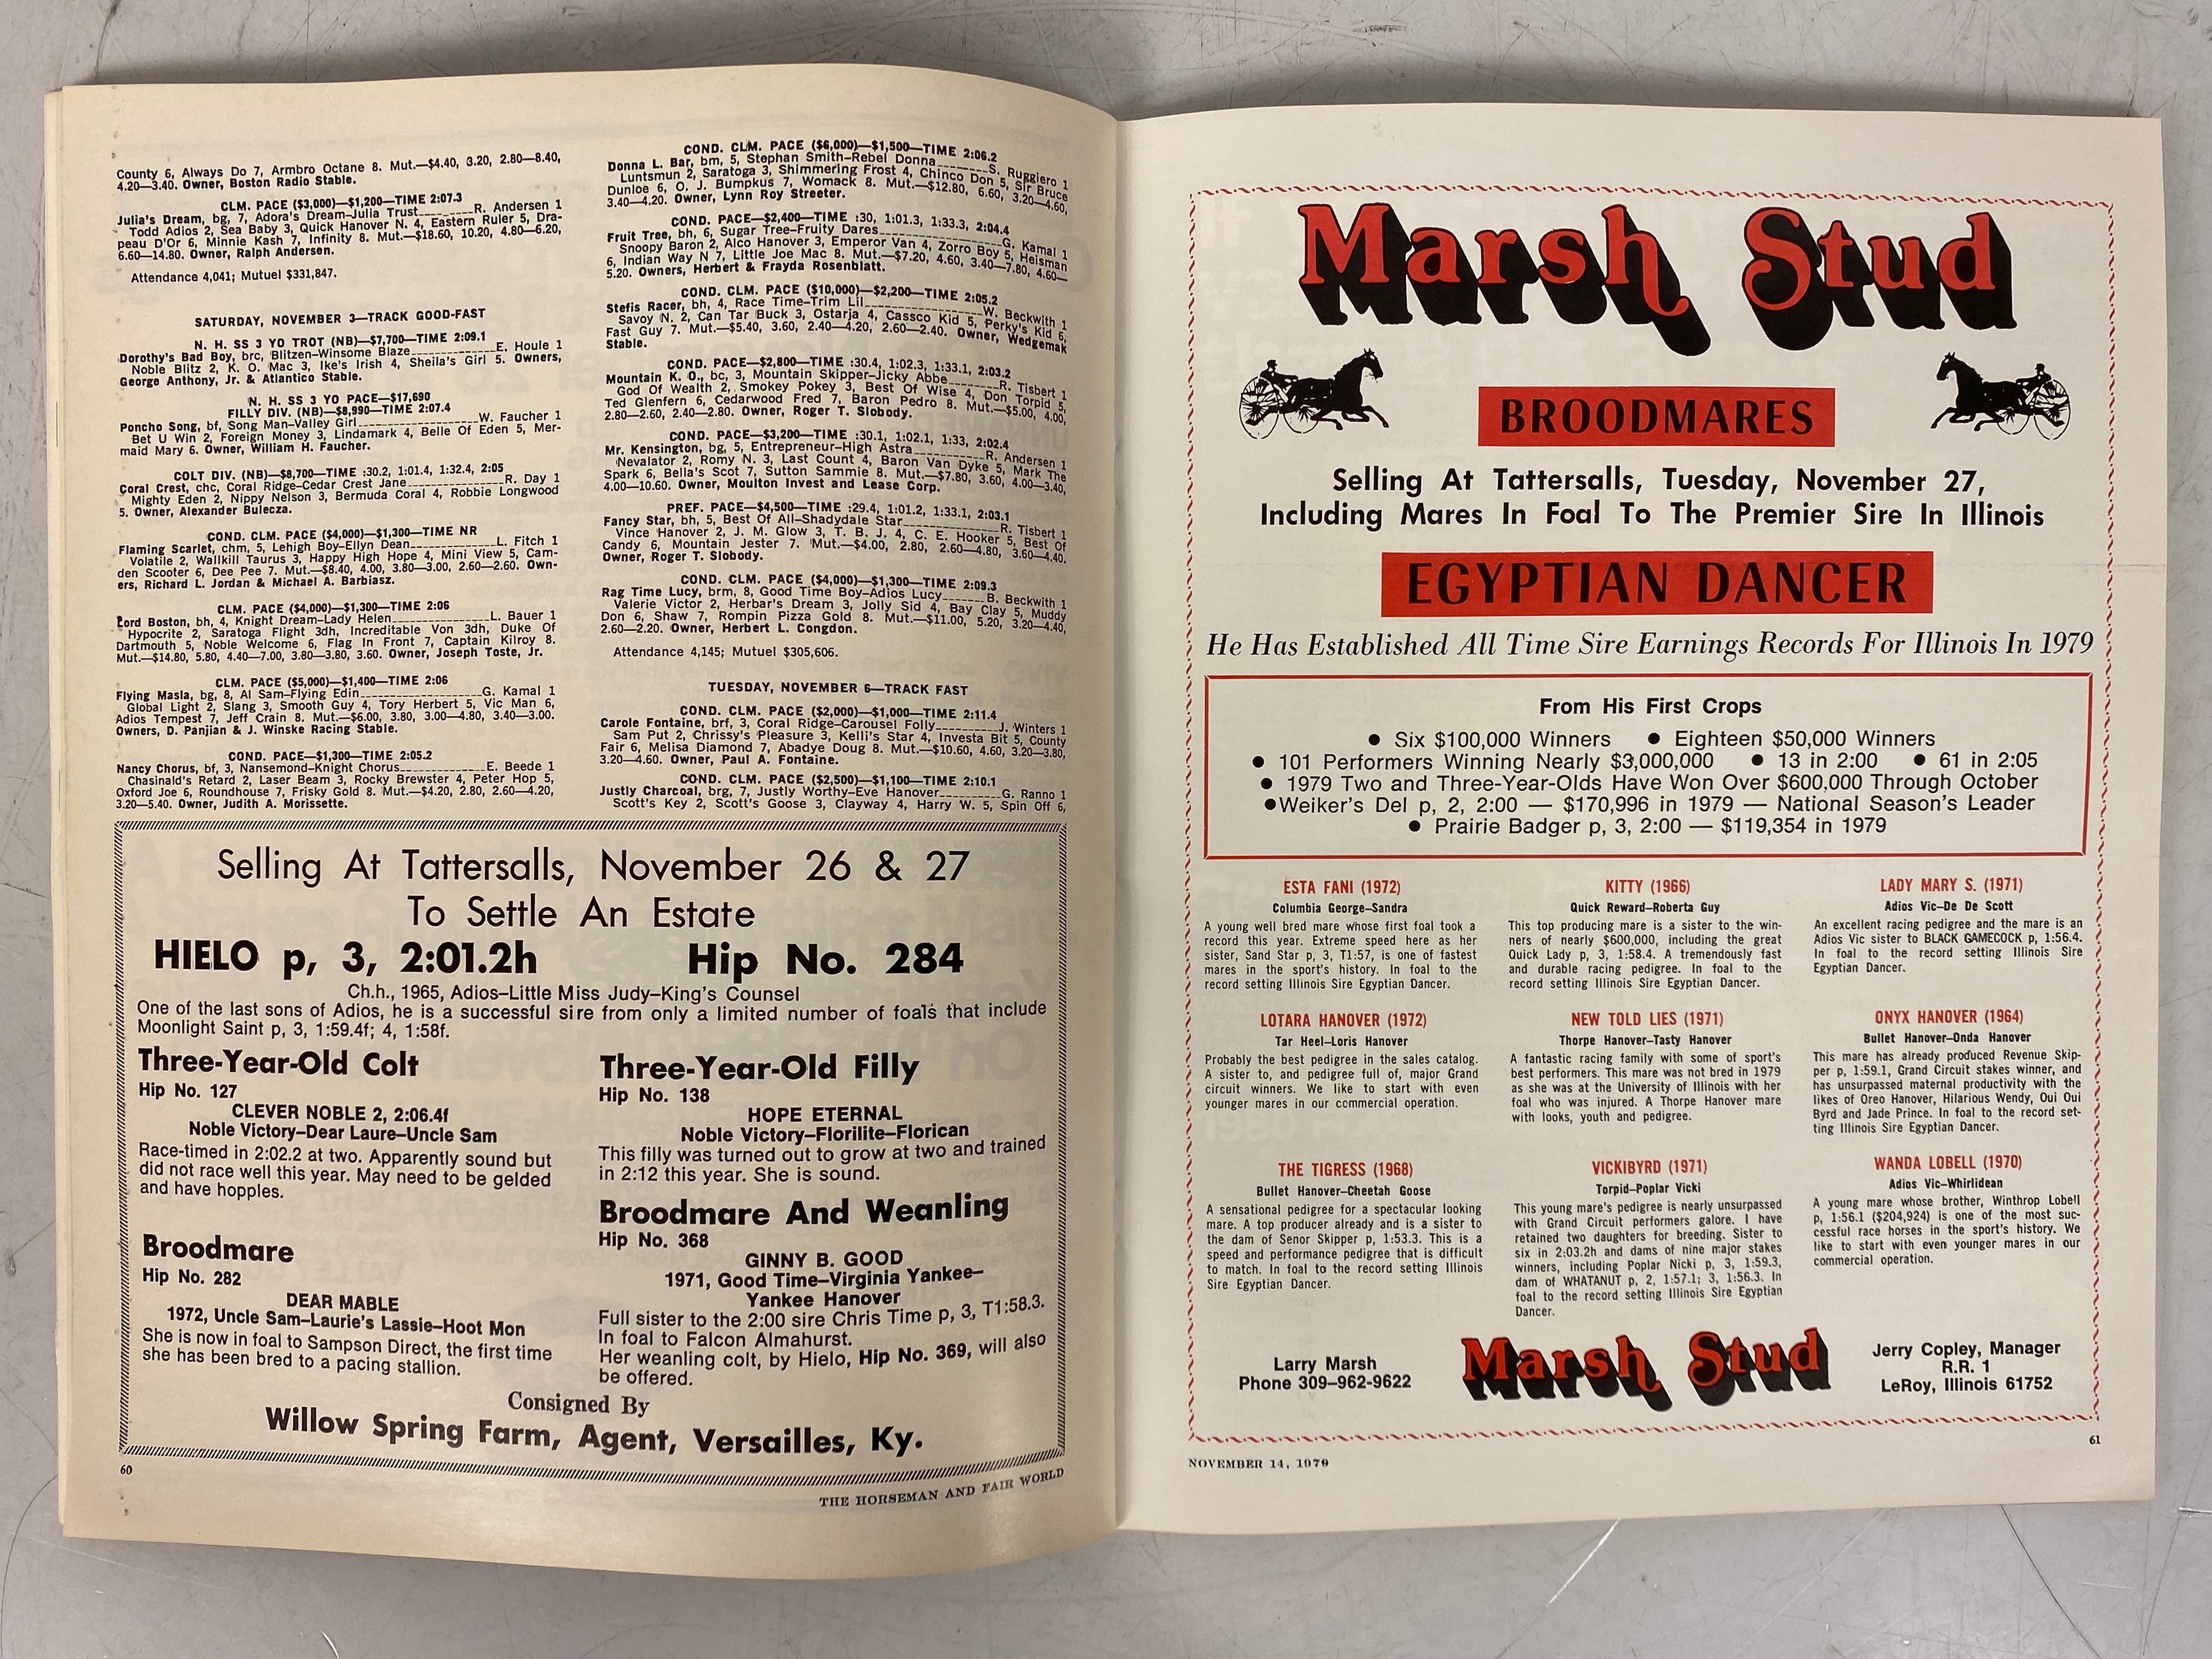 County 6, Always Do 7, Armbro Octane 8. Mut.—$4.40, 3.20, 2.80—8.40,
4.20—3.40. Owner, Boston Radio Stable.
CLM. PACE ($3,000)—$1,200—TIME 2:07.3
Julia's Dream, bg, 7, Adora's Dream–Julia Trust_________R. Andersen 1
Todd Adios 2, Sea Baby 3, Quick Hanover N. 4, Eastern Ruler 5, Dra-
peau D'Or 6, Minnie Kash 7, Infinity 8. Mut.—$18.60, 10.20, 4.80—6.20,
6.60—14.80. Owner, Ralph Andersen.
Attendance 4,041; Mutuel $331,847.
SATURDAY, NOVEMBER 3—TRACK GOOD-FAST
N. H. SS 3 YO TROT (NB)—$7,700—TIME 2:09.1
Dorothy's Bad Boy, brc, Blitzen–Winsome Blaze______________E. Houle 1
Noble Blitz 2, K. O. Mac 3, Ike's Irish 4, Sheila's Girl 5. Owners,
George Anthony, Jr. & Atlantico Stable.
N. H. SS 3 YO PACE—$17,690
FILLY DIV. (NB)—$8,990—TIME 2:07.4
Poncho Song, bf, Song Man–Valley Girl____________________W. Faucher 1
Bet U Win 2, Foreign Money 3, Lindamark 4, Belle Of Eden 5, Mer-
maid Mary 6. Owner, William H. Faucher.
COLT DIV. (NB)—$8,700—TIME :30.2, 1:01.4, 1:32.4, 2:05
Coral Crest, chc, Coral Ridge–Cedar Crest Jane________________R. Day 1
Mighty Eden 2, Nippy Nelson 3, Bermuda Coral 4, Robbie Longwood
5. Owner, Alexander Bulecza.
COND. CLM. PACE ($4,000)—$1,300—TIME NR
Flaming Scarlet, chm, 5, Lehigh Boy–Ellyn Dean______________L. Fitch 1
Volatile 2, Wallkill Taurus 3, Happy High Hope 4, Mini View 5, Cam-
den Scooter 6, Dee Pee 7. Mut.—$8.40, 4.00, 3.80—3.00, 2.60—2.60. Own-
ers, Richard L. Jordan & Michael A. Barbiasz.
CLM. PACE ($4,000)—$1,300—TIME 2:06
Lord Boston, bh, 4, Knight Dream–Lady Helen________________L. Bauer 1
Hypocrite 2, Saratoga Flight 3dh, Increditable Von 3dh, Duke Of
Dartmouth 5, Noble Welcome 6, Flag In Front 7, Captain Kilroy 8.
Mut.—$14.80, 5.80, 4.40—7.00, 3.80—3.80, 3.60. Owner, Joseph Toste, Jr.
CLM. PACE ($5,000)—$1,400—TIME 2:06
Flying Masla, bg, 8, Al Sam–Flying Edin____________________G. Kamal 1
Global Light 2, Slang 3, Smooth Guy 4, Tory Herbert 5, Vic Man 6,
Adios Tempest 7, Jeff Crain 8. Mut.—$6.00, 3.80, 3.00—4.80, 3.40—3.00.
Owners, D. Panjian & J. Winske Racing Stable.
COND. PACE—$1,300—TIME 2:05.2
Nancy Chorus, bf, 3, Nansemond–Knight Chorus______________E. Beede 1
Chasinald's Retard 2, Laser Beam 3, Rocky Brewster 4, Peter Hop 5,
Oxford Joe 6, Roundhouse 7, Frisky Gold 8. Mut.—$4.20, 2.80, 2.60—4.20,
3.20—5.40. Owner, Judith A. Morissette.
COND. CLM. PACE ($6,000)—$1,500—TIME 2:06.2
Donna L. Bar, bm, 5, Stephan Smith–Rebel Donna________S. Ruggiero 1
Luntsmun 2, Saratoga 3, Shimmering Frost 4, Chinco Don 5, Sir Bruce
Dunloe 6, O. J. Bumpkus 7, Womack 8. Mut.—$12.80, 6.60, 3.20—4.60,
3.40—4.20. Owner, Lynn Roy Streeter.
COND. PACE—$2,400—TIME :30, 1:01.3, 1:33.3, 2:04.4
Fruit Tree, bh, 6, Sugar Tree–Fruity Dares____________________G. Kamal 1
Snoopy Baron 2, Alco Hanover 3, Emperor Van 4, Zorro Boy 5, Heisman
6, Indian Way N 7, Little Joe Mac 8. Mut.—$7.20, 4.60, 3.40—7.80, 4.60—
5.20. Owners, Herbert & Frayda Rosenblatt.
COND. CLM. PACE ($10,000)—$2,200—TIME 2:05.2
Stefis Racer, bh, 4, Race Time–Trim Lil____________________W. Beckwith 1
Savoy N. 2, Can Tar Buck 3, Ostarja 4, Cassco Kid 5, Perky's Kid 6,
Fast Guy 7. Mut.—$5.40, 3.60, 2.40—4.20, 2.60—2.40. Owner, Wedgemak
Stable.
COND. PACE—$2,800—TIME :30.4, 1:02.3, 1:33.1, 2:03.2
Mountain K. O., bc, 3, Mountain Skipper–Jicky Abbe________R. Tisbert 1
God Of Wealth 2, Smokey Pokey 3, Best Of Wise 4, Don Torpid 5,
Ted Glenfern 6, Cedarwood Fred 7, Baron Pedro 8. Mut.—$5.00, 4.00,
2.80—2.60, 2.40—2.80. Owner, Roger T. Slobody.
COND. PACE—$3,200—TIME :30.1, 1:02.1, 1:33, 2:02.4
Mr. Kensington, bg, 5, Entrepreneur–High Astra____________R. Andersen 1
Nevalator 2, Romy N. 3, Last Count 4, Baron Van Dyke 5, Mark The
Spark 6, Bella's Scot 7, Sutton Sammie 8. Mut.—$7.80, 3.60, 4.00—3.40,
4.00—10.60. Owner, Moulton Invest and Lease Corp.
PREF. PACE—$4,500—TIME :29.4, 1:01.2, 1:33.1, 2:03.1
Fancy Star, bh, 5, Best Of All–Shadydale Star________________R. Tisbert 1
Vince Hanover 2, J. M. Glow 3, T. B. J. 4, C. E. Hooker 5, Best Of
Candy 6, Mountain Jester 7. Mut.—$4.00, 2.80, 2.60—4.80, 3.60—4.40.
Owner, Roger T. Slobody.
COND. CLM. PACE ($4,000)—$1,300—TIME 2:09.3
Rag Time Lucy, brm, 8, Good Time Boy–Adios Lucy______B. Beckwith 1
Valerie Victor 2, Herbar's Dream 3, Jolly Sid 4, Bay Clay 5, Muddy
Don 6, Shaw 7, Rompin Pizza Gold 8. Mut.—$11.00, 5.20, 3.20—4.40,
2.60—2.20. Owner, Herbert L. Congdon.
Attendance 4,145; Mutuel $305,606.
TUESDAY, NOVEMBER 6—TRACK FAST
COND. CLM. PACE ($2,000)—$1,000—TIME 2:11.4
Carole Fontaine, brf, 3, Coral Ridge–Carousel Folly__________J. Winters 1
Sam Put 2, Chrissy's Pleasure 3, Kelli's Star 4, Investa Bit 5, County
Fair 6, Melisa Diamond 7, Abadye Doug 8. Mut.—$10.60, 4.60, 3.20—3.80,
3.20—4.60. Owner, Paul A. Fontaine.
COND. CLM. PACE ($2,500)—$1,100—TIME 2:10.1
Justly Charcoal, brg, 7, Justly Worthy–Eve Hanover__________G. Ranno 1
Scott's Key 2, Scott's Goose 3, Clayway 4, Harry W. 5, Spin Off 6,
Selling At Tattersalls, November 26 & 27
To Settle An Estate
HIELO p, 3, 2:01.2h Hip No. 284
Ch.h., 1965, Adios–Little Miss Judy–King's Counsel
One of the last sons of Adios, he is a successful sire from only a limited number of foals that include
Moonlight Saint p, 3, 1:59.4f; 4, 1:58f.
Three-Year-Old Colt
Hip No. 127
CLEVER NOBLE 2, 2:06.4f
Noble Victory–Dear Laure–Uncle Sam
Race-timed in 2:02.2 at two. Apparently sound but
did not race well this year. May need to be gelded
and have hopples.
Broodmare
Hip No. 282
DEAR MABLE
1972, Uncle Sam–Laurie's Lassie–Hoot Mon
She is now in foal to Sampson Direct, the first time
she has been bred to a pacing stallion.
Three-Year-Old Filly
Hip No. 138
HOPE ETERNAL
Noble Victory–Florilite–Florican
This filly was turned out to grow at two and trained
in 2:12 this year. She is sound.
Broodmare And Weanling
Hip No. 368
GINNY B. GOOD
1971, Good Time–Virginia Yankee–
Yankee Hanover
Full sister to the 2:00 sire Chris Time p, 3, T1:58.3.
In foal to Falcon Almahurst.
Her weanling colt, by Hielo, Hip No. 369, will also
be offered.
Consigned By
Willow Spring Farm, Agent, Versailles, Ky.
60
THE HORSEMAN AND FAIR WORLD
Marsh Stud
BROODMARES
Selling At Tattersalls, Tuesday, November 27,
Including Mares In Foal To The Premier Sire In Illinois
EGYPTIAN DANCER
He Has Established All Time Sire Earnings Records For Illinois In 1979
From His First Crops
● Six $100,000 Winners ● Eighteen $50,000 Winners
● 101 Performers Winning Nearly $3,000,000 ● 13 in 2:00 ● 61 in 2:05
● 1979 Two and Three-Year-Olds Have Won Over $600,000 Through October
●Weiker's Del p, 2, 2:00 — $170,996 in 1979 — National Season's Leader
● Prairie Badger p, 3, 2:00 — $119,354 in 1979
ESTA FANI (1972)
Columbia George–Sandra
A young well bred mare whose first foal took a
record this year. Extreme speed here as her
sister, Sand Star p, 3, T1:57, is one of fastest
mares in the sport's history. In foal to the
record setting Illinois Sire Egyptian Dancer.
KITTY (1966)
Quick Reward–Roberta Guy
This top producing mare is a sister to the win-
ners of nearly $600,000, including the great
Quick Lady p, 3, 1:58.4. A tremendously fast
and durable racing pedigree. In foal to the
record setting Illinois Sire Egyptian Dancer.
LADY MARY S. (1971)
Adios Vic–De De Scott
An excellent racing pedigree and the mare is an
Adios Vic sister to BLACK GAMECOCK p, 1:56.4.
In foal to the record setting Illinois Sire
Egyptian Dancer.
LOTARA HANOVER (1972)
Tar Heel–Loris Hanover
Probably the best pedigree in the sales catalog.
A sister to, and pedigree full of, major Grand
circuit winners. We like to start with even
younger mares in our commercial operation.
NEW TOLD LIES (1971)
Thorpe Hanover–Tasty Hanover
A fantastic racing family with some of sport's
best performers. This mare was not bred in 1979
as she was at the University of Illinois with her
foal who was injured. A Thorpe Hanover mare
with looks, youth and pedigree.
ONYX HANOVER (1964)
Bullet Hanover–Onda Hanover
This mare has already produced Revenue Skip-
per p, 1:59.1, Grand Circuit stakes winner, and
has unsurpassed maternal productivity with the
likes of Oreo Hanover, Hilarious Wendy, Oui Oui
Byrd and Jade Prince. In foal to the record set-
ting Illinois Sire Egyptian Dancer.
THE TIGRESS (1968)
Bullet Hanover–Cheetah Goose
A sensational pedigree for a spectacular looking
mare. A top producer already and is a sister to
the dam of Senor Skipper p, 1:53.3. This is a
speed and performance pedigree that is difficult
to match. In foal to the record setting Illinois
Sire Egyptian Dancer.
VICKIBYRD (1971)
Torpid–Poplar Vicki
This young mare's pedigree is nearly unsurpassed
with Grand Circuit performers galore. I have
retained two daughters for breeding. Sister to
six in 2:03.2h and dams of nine major stakes
winners, including Poplar Nicki p, 3, 1:59.3,
dam of WHATANUT p, 2, 1:57.1; 3, 1:56.3. In
foal to the record setting Illinois Sire Egyptian
Dancer.
WANDA LOBELL (1970)
Adios Vic–Whirlidean
A young mare whose brother, Winthrop Lobell
p, 1:56.1 ($204,924) is one of the most suc-
cessful race horses in the sport's history. We
like to start with even younger mares in our
commercial operation.
Larry Marsh
Phone 309–962-9622
Marsh Stud
Jerry Copley, Manager
R.R. 1
LeRoy, Illinois 61752
NOVEMBER 14, 1979
61